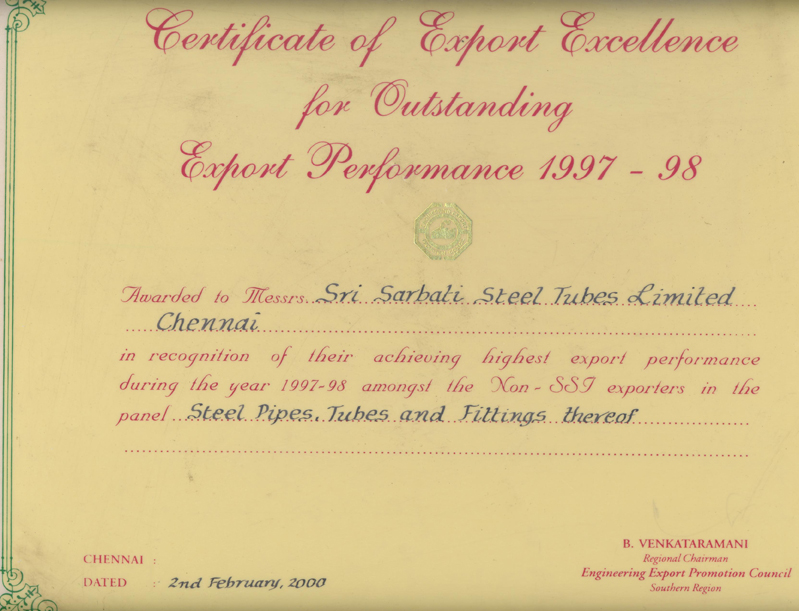 Certificate of Export Excellence
for Outstanding
Export Performance 1997 - 98
Awarded to Messrs. Sri Sarbati Steel Tubes Limited
Chennai
in recognition of their achieving highest export performance
during the year 1997-98 amongst the Non - SSI exporters in the
panel Steel Pipes, Tubes and Fittings thereof
CHENNAI :
DATED : 2nd February, 2000
B. VENKATARAMANI
Regional Chairman
Engineering Export Promotion Council
Southern Region